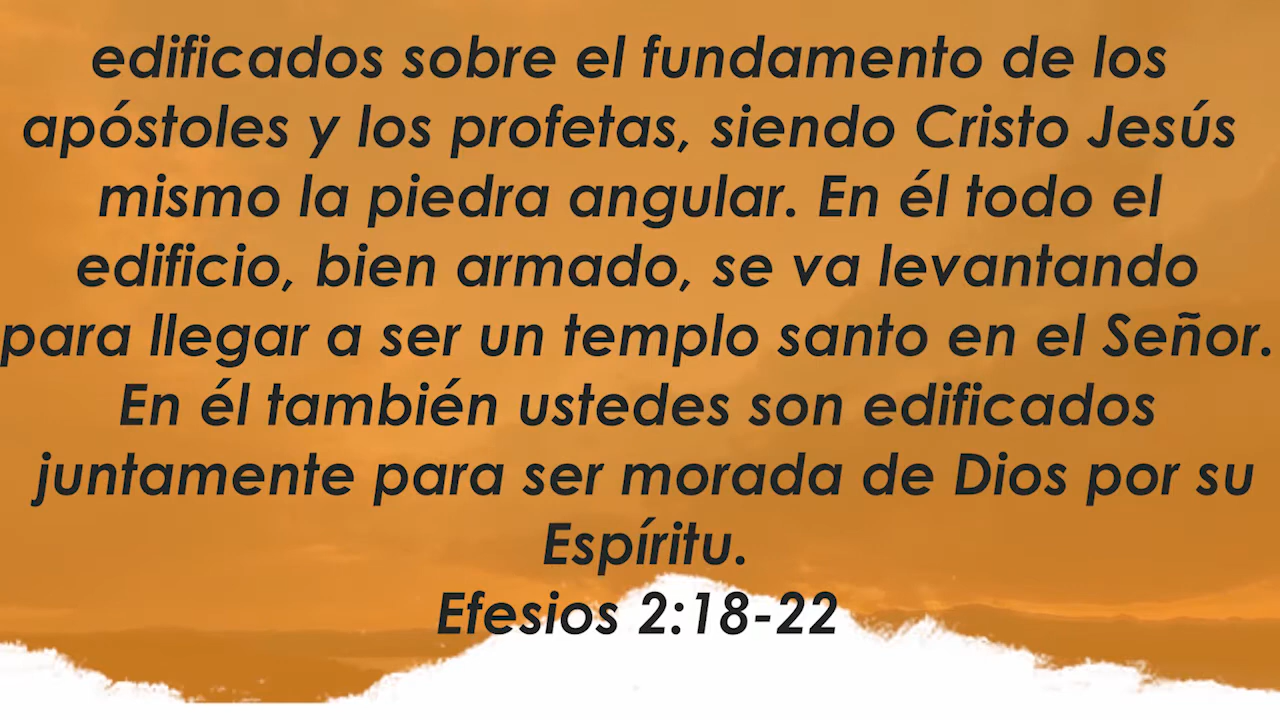 edificados sobre el fundamento de los
apóstoles y los profetas, siendo Cristo Jesús
mismo la piedra angular. En él todo el
edificio, bien armado, se va levantando
para llegar a ser un templo santo en el Señor.
En él también ustedes son edificados
juntamente para ser morada de Dios por su
Espíritu.
Efesios 2:18-22